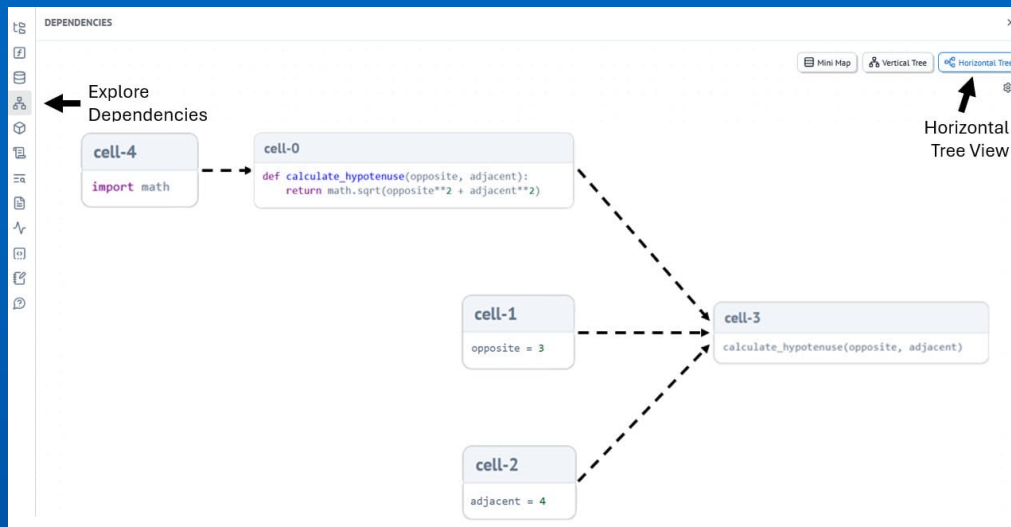 DEPENDENCIES
Mini Map
Vertical Tree
Horizontal Tree
Explore
Dependencies
Horizontal
Tree View
cell-4
import math
cell-0
def calculate_hypotenuse(opposite, adjacent):
return math.sqrt(opposite**2 + adjacent**2)
cell-1
opposite = 3
cell-3
calculate_hypotenuse(opposite, adjacent)
cell-2
adjacent = 4